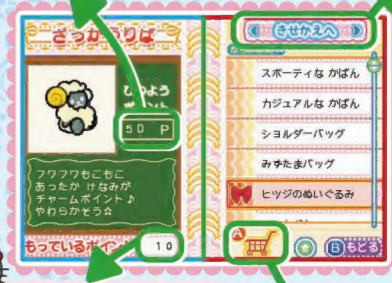 ざっかうりば
ひつよう
50 P
フワフワもこもこ
あったか けなみが
チャームポイント♪
やわらかそう☆
もっているポイント
10
きせかえへ
スポーティな かばん
カジュアルな かばん
ショルダーバッグ
みずたまバッグ
ヒツジのぬいぐるみ
A
B もどる